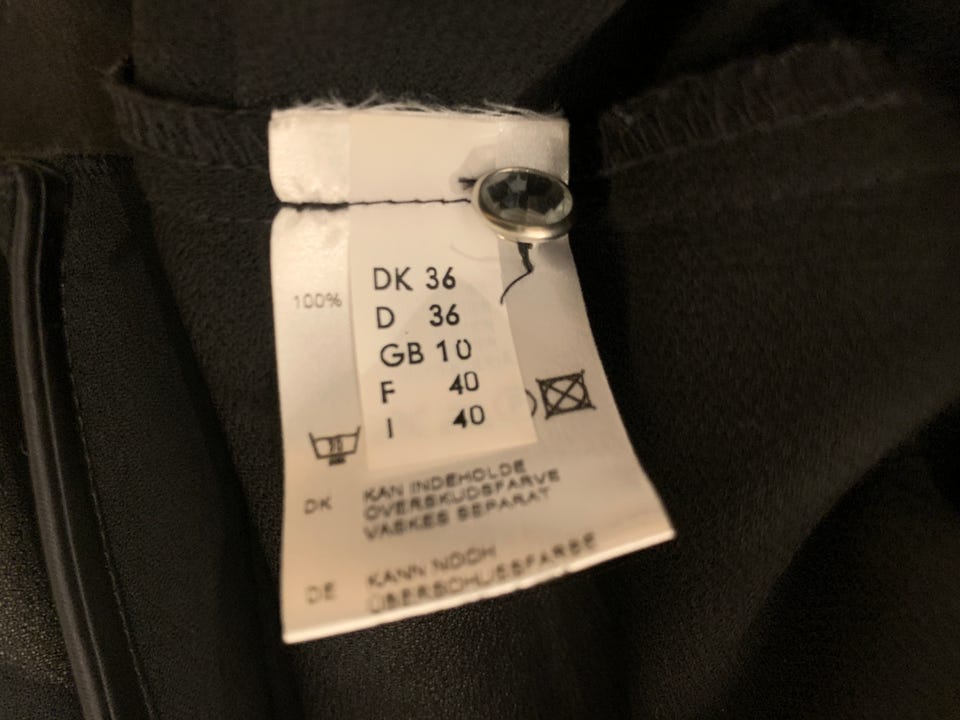 DK 36
D 36
GB 10
F 40
I 40
100%
DK KAN INDEHOLDE
OVERSKUDSFARVE
VASKES SEPARAT
DE KANN NOCH
ÜBERSCHUSSFARBE